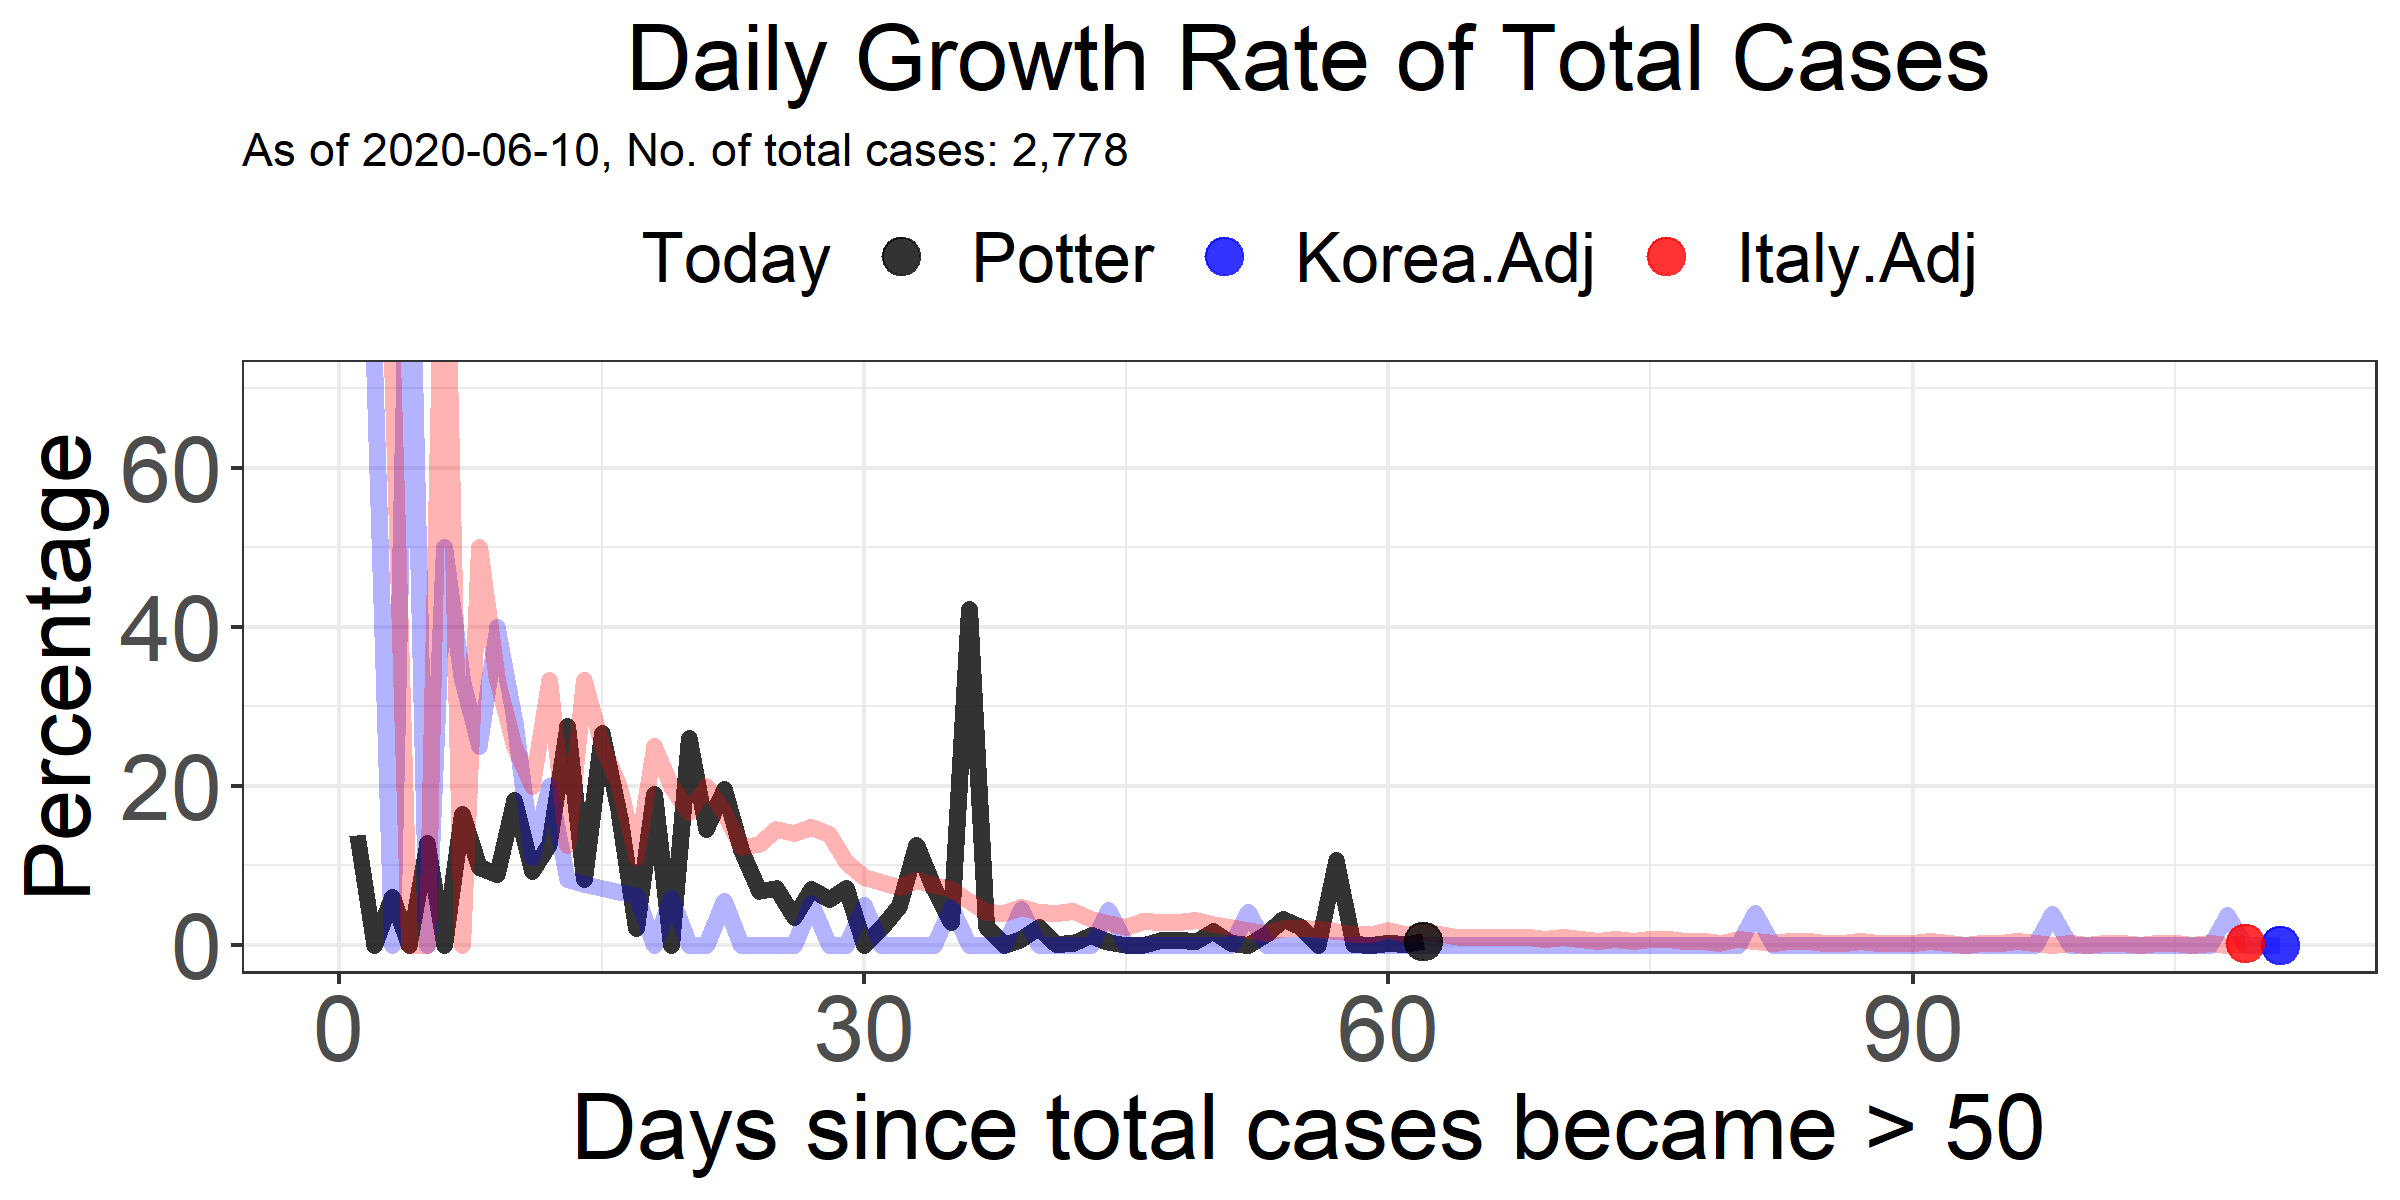 Daily Growth Rate of Total Cases
As of 2020-06-10, No. of total cases: 2,778
Today Potter Korea.Adj Italy.Adj
Percentage
60
40
20
0
0 30 60 90
Days since total cases became > 50